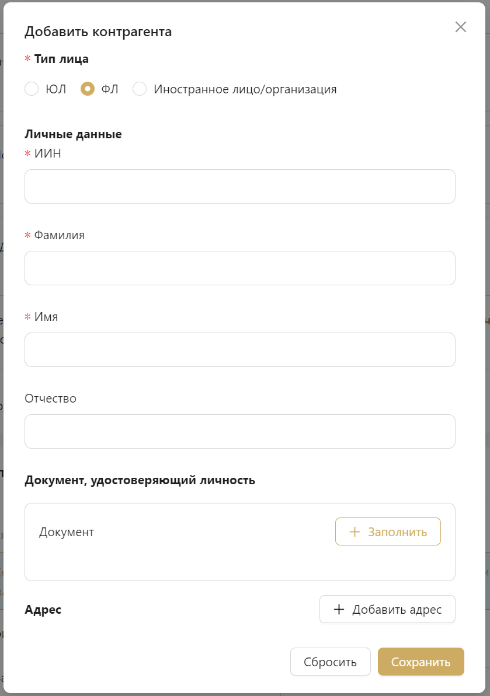 Добавить контрагента
* Тип лица
ЮЛ ФЛ Иностранное лицо/организация
Личные данные
* ИИН
* Фамилия
* Имя
Отчество
Документ, удостоверяющий личность
Документ + Заполнить
Адрес + Добавить адрес
Сбросить Сохранить